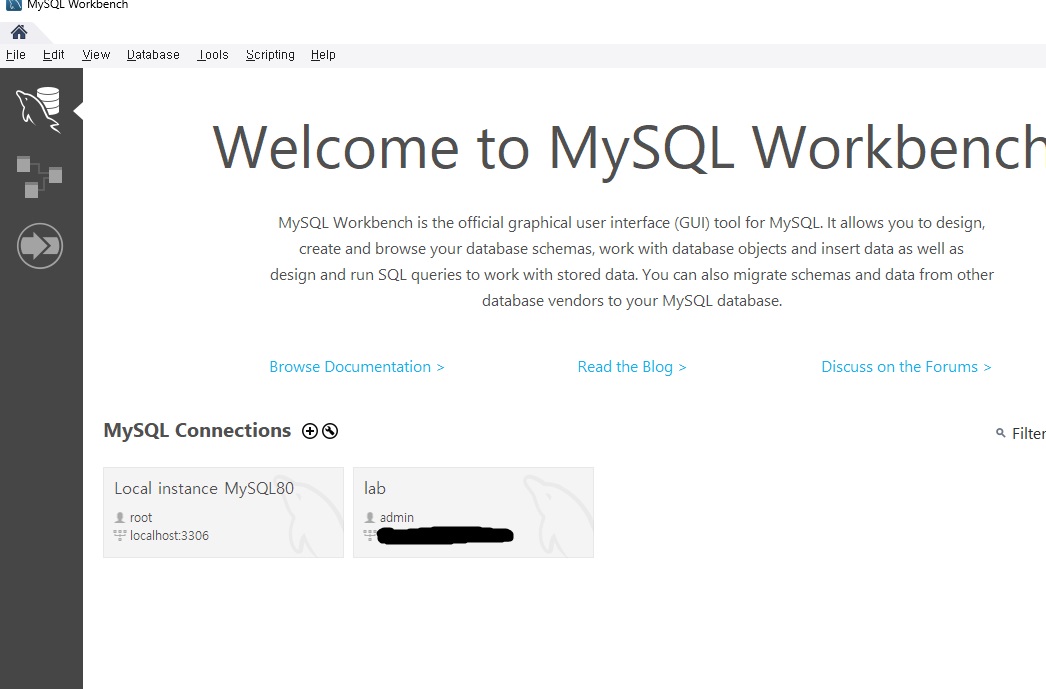 MySQL Workbench
File Edit View Database Tools Scripting Help
Welcome to MySQL Workbench
MySQL Workbench is the official graphical user interface (GUI) tool for MySQL. It allows you to design,
create and browse your database schemas, work with database objects and insert data as well as
design and run SQL queries to work with stored data. You can also migrate schemas and data from other
database vendors to your MySQL database.
Browse Documentation > Read the Blog > Discuss on the Forums >
MySQL Connections
Filter
Local instance MySQL80
root
localhost:3306
lab
admin